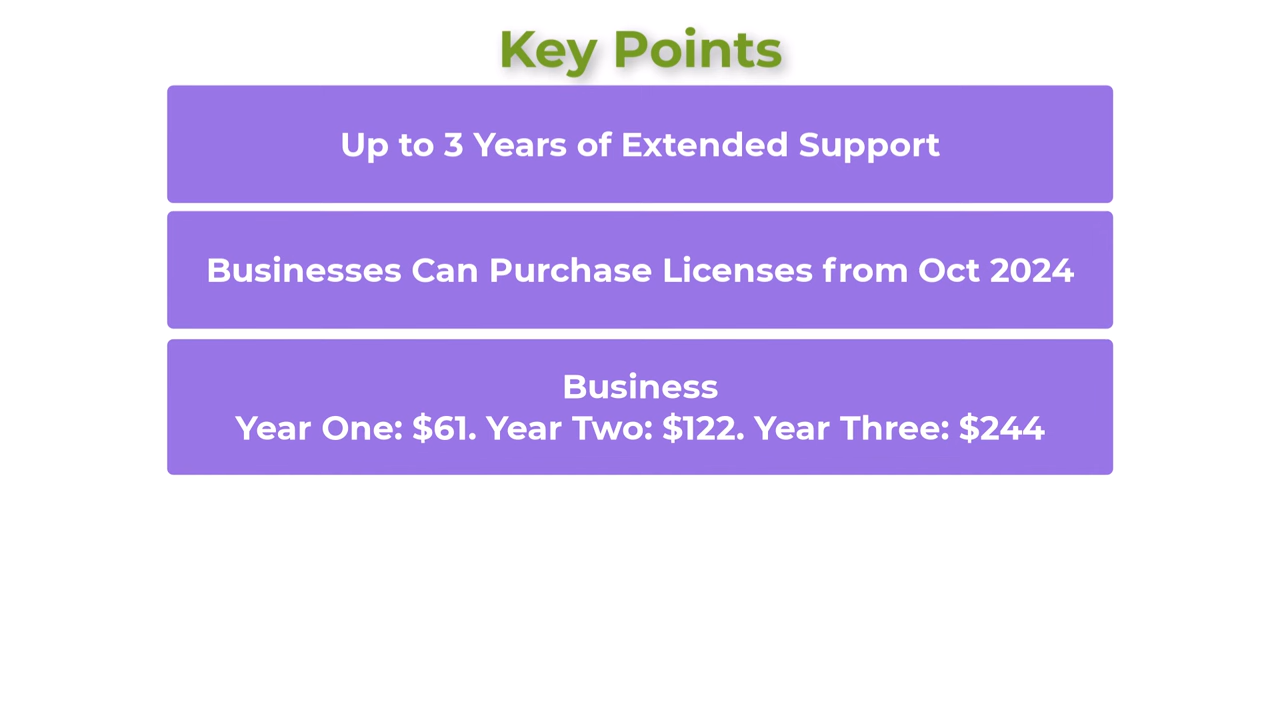 Key Points
Up to 3 Years of Extended Support
Businesses Can Purchase Licenses from Oct 2024
Business
Year One: $61. Year Two: $122. Year Three: $244